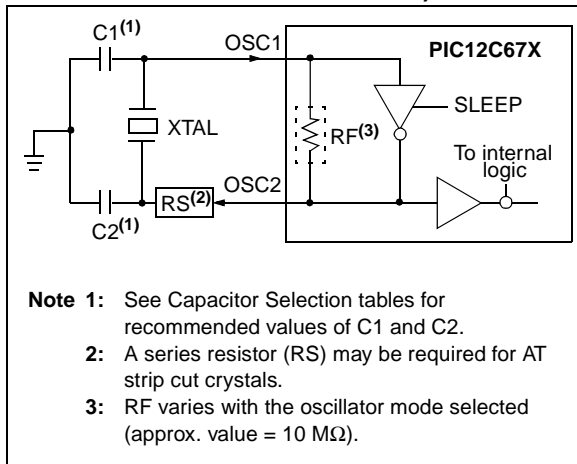 C1(1)
OSC1
PIC12C67X
SLEEP
XTAL
RF(3)
To internal
logic
OSC2
RS(2)
C2(1)
Note 1: See Capacitor Selection tables for
recommended values of C1 and C2.
2: A series resistor (RS) may be required for AT
strip cut crystals.
3: RF varies with the oscillator mode selected
(approx. value = 10 MΩ).